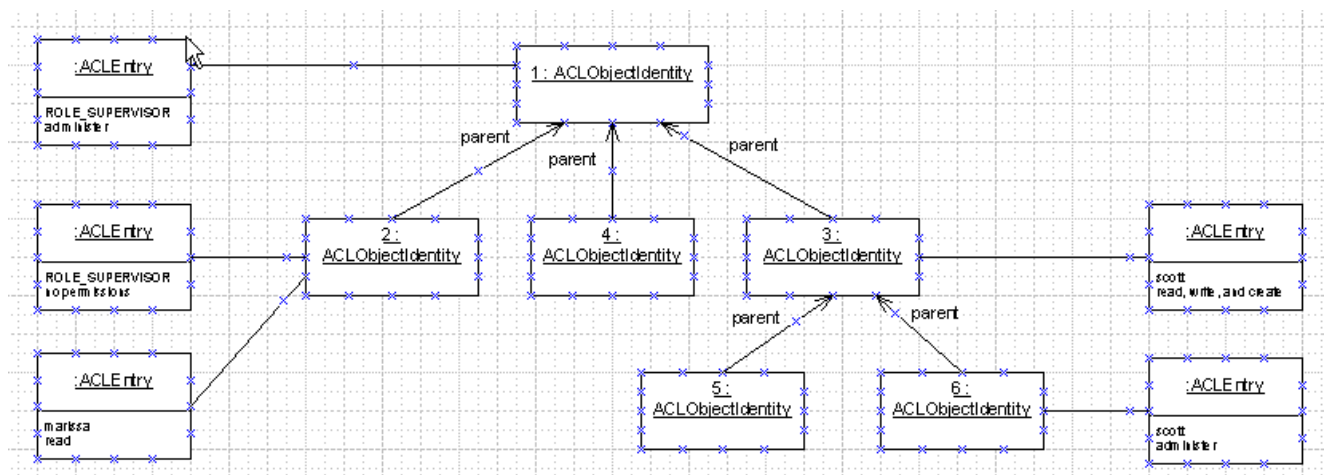 :ACLEntry
ROLE_SUPERVISOR
administer
1: ACLObjectIdentity
parent
parent
parent
:ACLEntry
ROLE_SUPERVISOR
no permissions
2:
ACLObjectIdentity
4:
ACLObjectIdentity
3:
ACLObjectIdentity
:ACLEntry
scott
read, write, and create
parent
parent
:ACLEntry
marissa
read
5:
ACLObjectIdentity
6:
ACLObjectIdentity
:ACLEntry
scott
administer